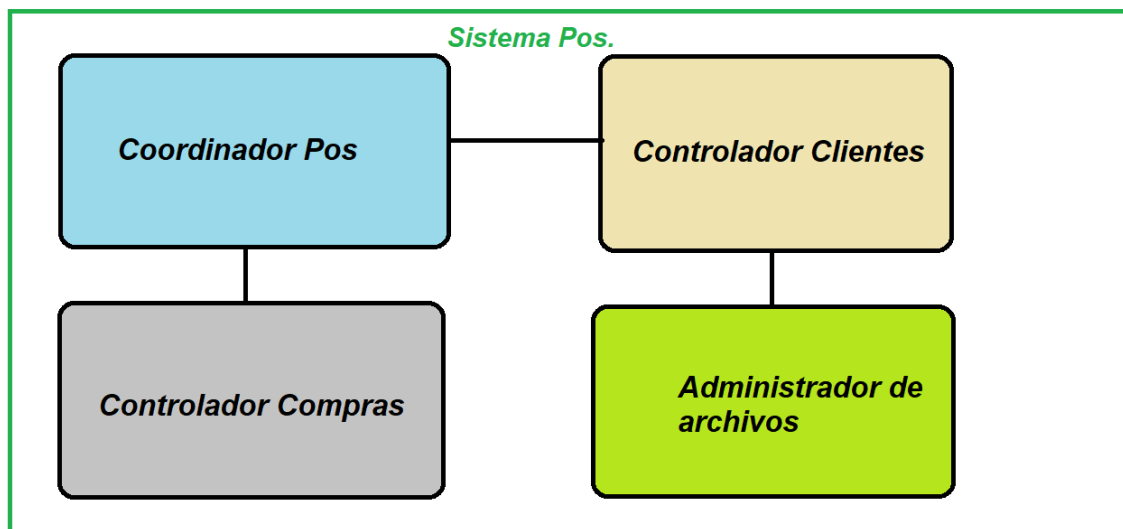 Sistema Pos.
Coordinador Pos
Controlador Clientes
Controlador Compras
Administrador de
archivos